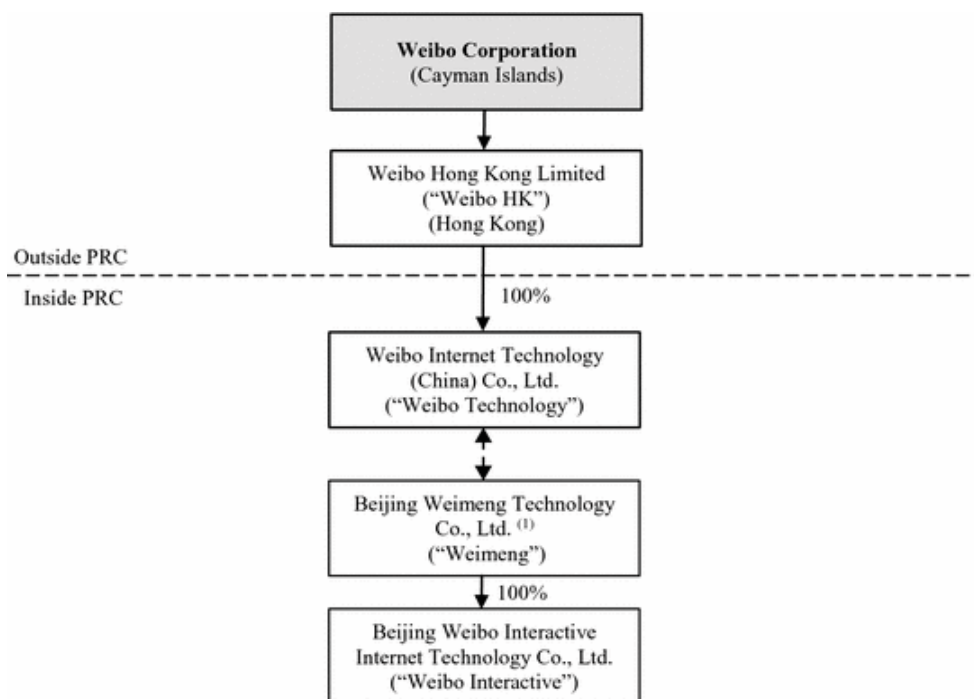 Weibo Corporation
(Cayman Islands)
Weibo Hong Kong Limited
(“Weibo HK”)
(Hong Kong)
Outside PRC
Inside PRC
100%
Weibo Internet Technology
(China) Co., Ltd.
(“Weibo Technology”)
Beijing Weimeng Technology
Co., Ltd. (1)
(“Weimeng”)
100%
Beijing Weibo Interactive
Internet Technology Co., Ltd.
(“Weibo Interactive”)